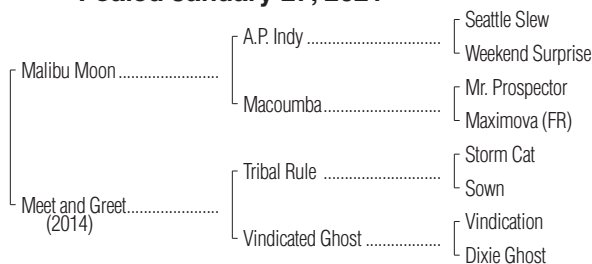 Seattle Slew
A.P. Indy
Weekend Surprise
Malibu Moon
Mr. Prospector
Macoumba
Maximova (FR)
Storm Cat
Tribal Rule
Sown
Meet and Greet
(2014)
Vindication
Vindicated Ghost
Dixie Ghost